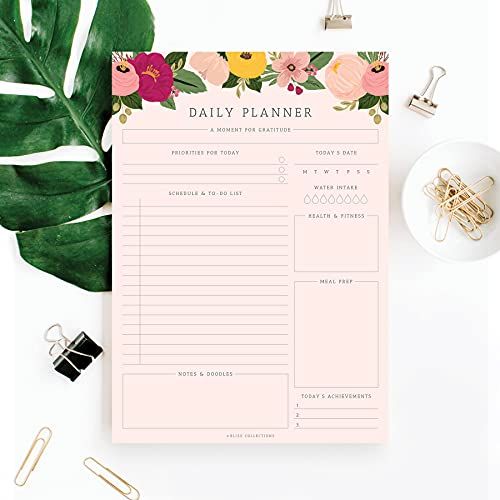 DAILY PLANNER
A MOMENT FOR GRATITUDE
PRIORITIES FOR TODAY
TODAY'S DATE
M T W T F S S
SCHEDULE & TO-DO LIST
WATER INTAKE
HEALTH & FITNESS
MEAL PREP
NOTES & DOODLES
TODAY'S ACHIEVEMENTS
1.
2.
3.
BLISS COLLECTIONS